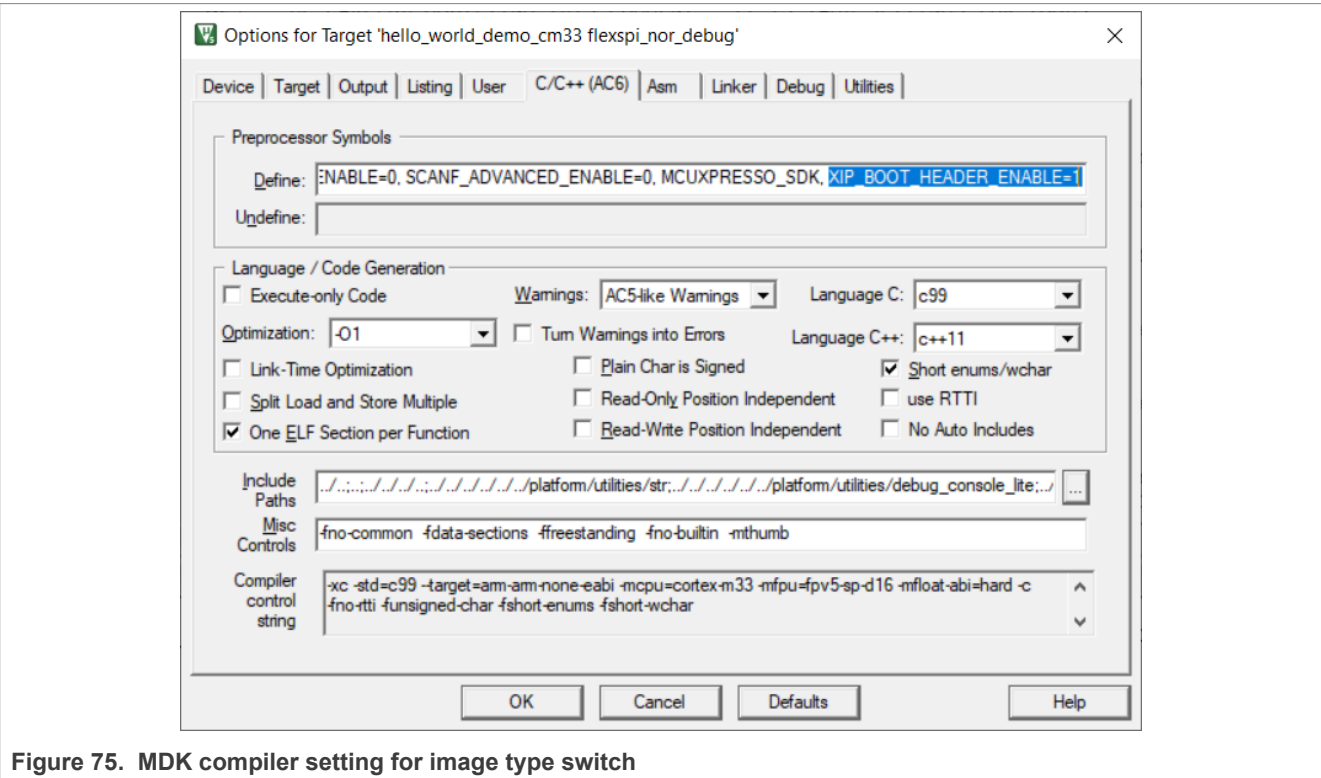 Options for Target 'hello_world_demo_cm33 flexspi_nor_debug'
Device Target Output Listing User C/C++ (AC6) Asm Linker Debug Utilities
Preprocessor Symbols
Define: ENABLE=0, SCANF_ADVANCED_ENABLE=0, MCUXPRESSO_SDK, XIP_BOOT_HEADER_ENABLE=1
Undefine:
Language / Code Generation
Execute-only Code Warnings: AC5-like Warnings Language C: c99
Optimization: -O1 Turn Warnings into Errors Language C++: c++11
Link-Time Optimization Plain Char is Signed Short enums/wchar
Split Load and Store Multiple Read-Only Position Independent use RTTI
One ELF Section per Function Read-Write Position Independent No Auto Includes
Include Paths ../..;..;../../../..;../../../../../../platform/utilities/str;../../../../../../platform/utilities/debug_console_lite;../ ...
Misc Controls -fno-common -fdata-sections -ffreestanding -fno-builtin -mthumb
Compiler control string -xc -std=c99 --target=arm-arm-none-eabi -mcpu=cortex-m33 -mfpu=fpv5-sp-d16 -mfloat-abi=hard -c
-fno-rtti -funsigned-char -fshort-enums -fshort-wchar
OK Cancel Defaults Help
Figure 75. MDK compiler setting for image type switch